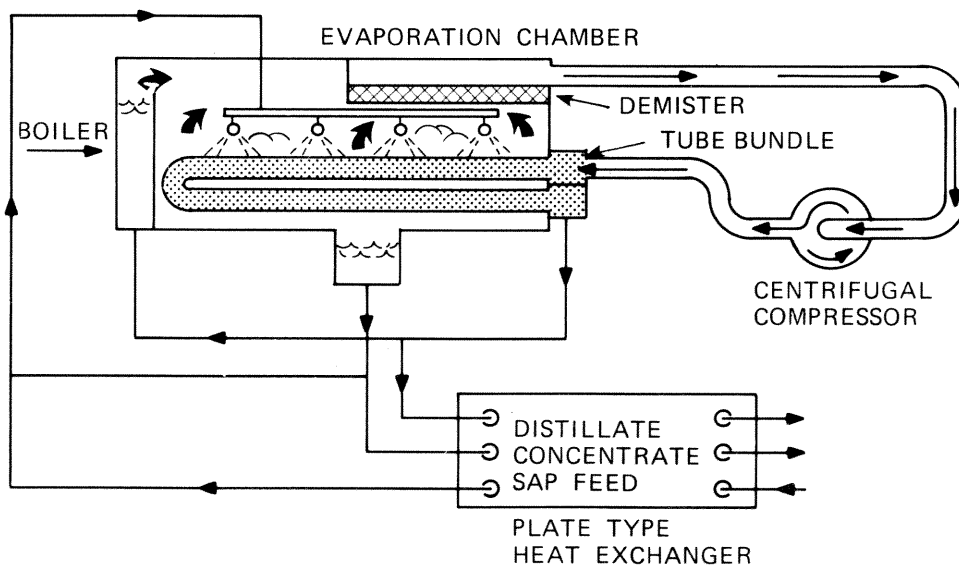 EVAPORATION CHAMBER
DEMISTER
BOILER
TUBE BUNDLE
CENTRIFUGAL
COMPRESSOR
DISTILLATE
CONCENTRATE
SAP FEED
PLATE TYPE
HEAT EXCHANGER